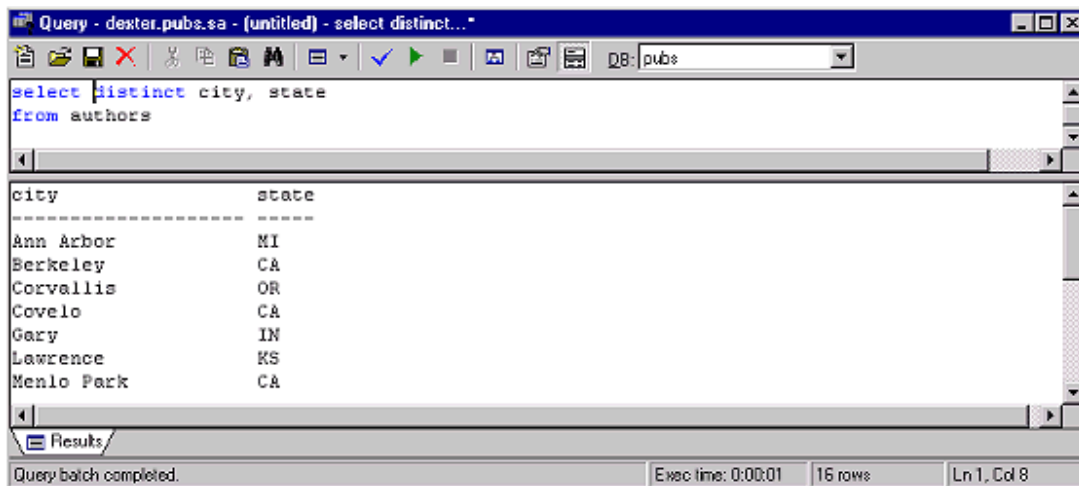 Query - dexter.pubs.sa - (untitled) - select distinct..."
DB: pubs
select distinct city, state
from authors
city state
-------------------- -----
Ann Arbor MI
Berkeley CA
Corvallis OR
Covelo CA
Gary IN
Lawrence KS
Menlo Park CA
Results
Query batch completed. Exec time: 0:00:01 16 rows Ln 1, Col 8